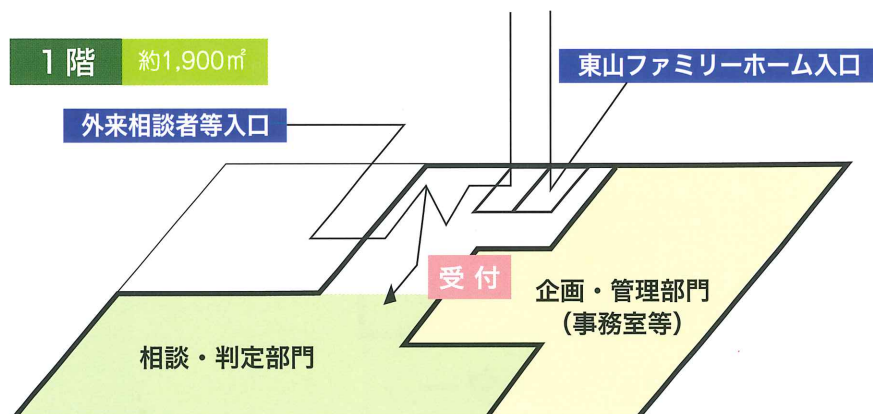 1階 約1,900㎡
東山ファミリーホーム入口
外来相談者等入口
受付
企画・管理部門
（事務室等）
相談・判定部門